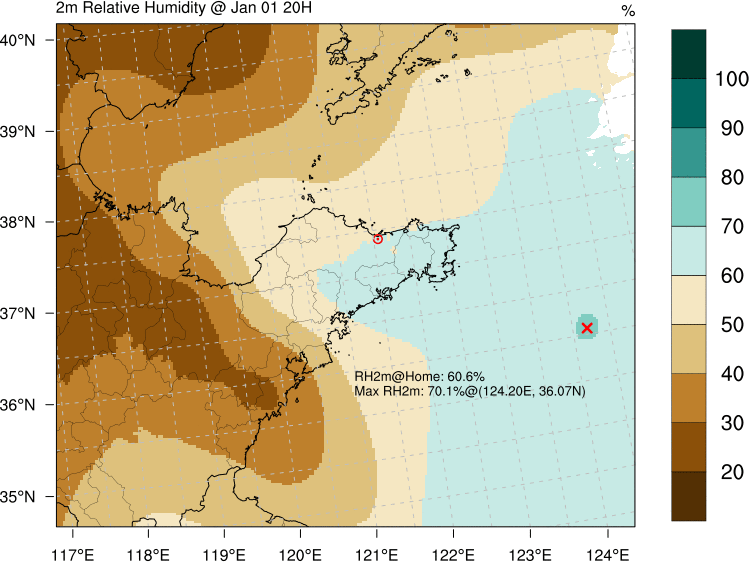 2m Relative Humidity @ Jan 01 20H
%
40°N
39°N
38°N
37°N
36°N
35°N
RH2m@Home: 60.6%
Max RH2m: 70.1%@(124.20E, 36.07N)
117°E 118°E 119°E 120°E 121°E 122°E 123°E 124°E
100
90
80
70
60
50
40
30
20